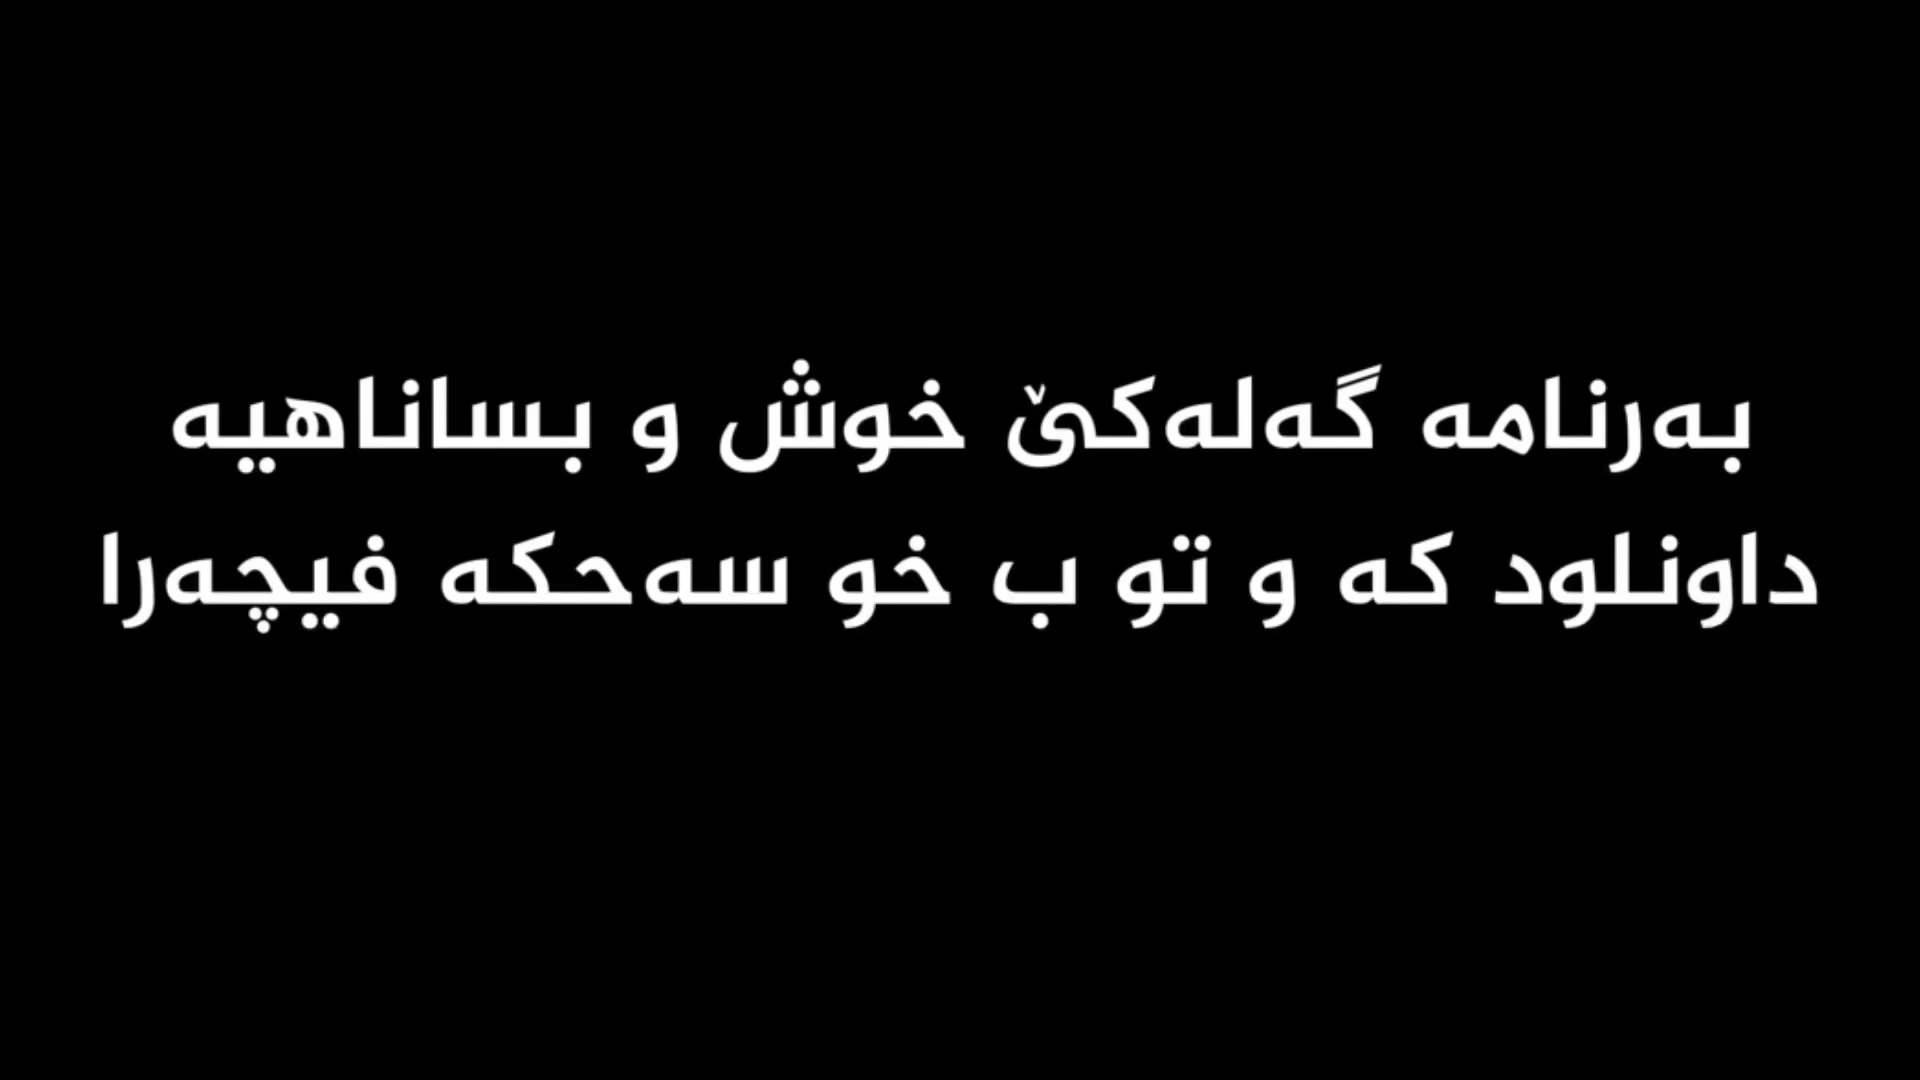 بەرنامە گەلەکێ خوش و بساناهیە
داونلود کە و تو ب خو سەحکە فیچەرا